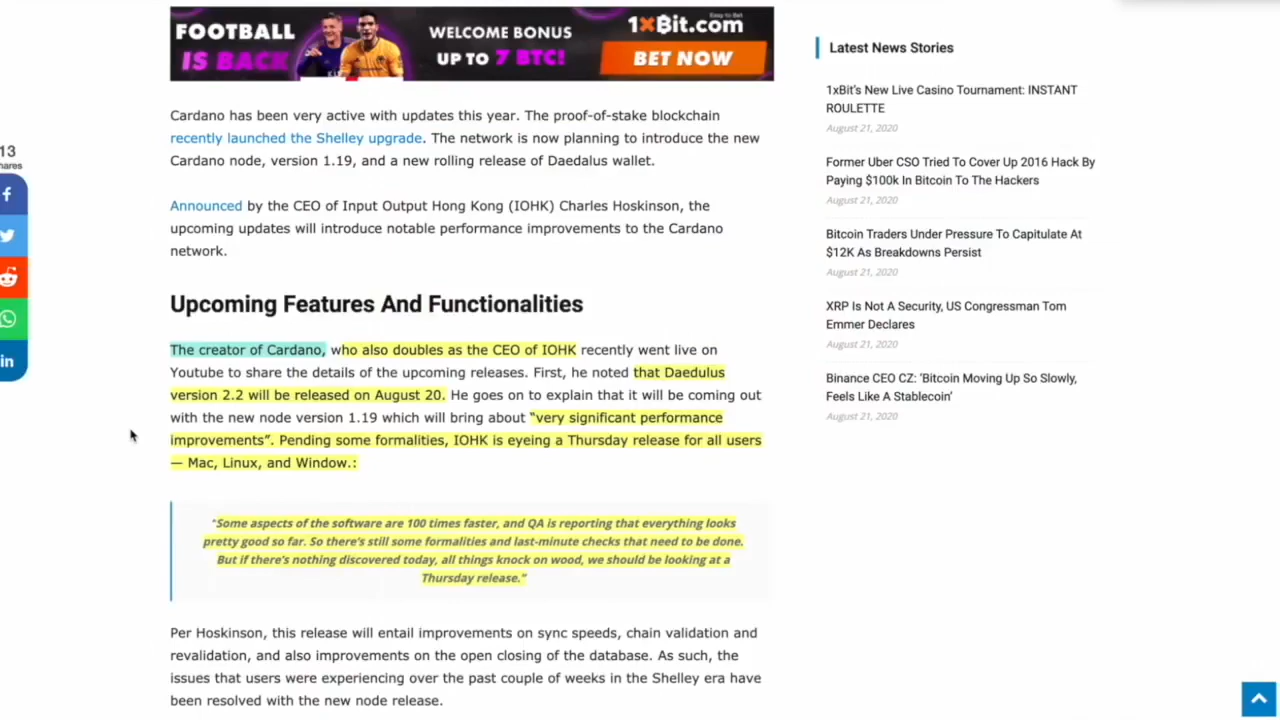 FOOTBALL
IS BACK
WELCOME BONUS
UP TO 7 BTC!
Easy to Bet
1xBit.com
BET NOW
13
hares
Cardano has been very active with updates this year. The proof-of-stake blockchain
recently launched the Shelley upgrade. The network is now planning to introduce the new
Cardano node, version 1.19, and a new rolling release of Daedalus wallet.
Announced by the CEO of Input Output Hong Kong (IOHK) Charles Hoskinson, the
upcoming updates will introduce notable performance improvements to the Cardano
network.
Upcoming Features And Functionalities
The creator of Cardano, who also doubles as the CEO of IOHK recently went live on
Youtube to share the details of the upcoming releases. First, he noted that Daedulus
version 2.2 will be released on August 20. He goes on to explain that it will be coming out
with the new node version 1.19 which will bring about “very significant performance
improvements”. Pending some formalities, IOHK is eyeing a Thursday release for all users
— Mac, Linux, and Window.:
“Some aspects of the software are 100 times faster, and QA is reporting that everything looks
pretty good so far. So there’s still some formalities and last-minute checks that need to be done.
But if there’s nothing discovered today, all things knock on wood, we should be looking at a
Thursday release.”
Per Hoskinson, this release will entail improvements on sync speeds, chain validation and
revalidation, and also improvements on the open closing of the database. As such, the
issues that users were experiencing over the past couple of weeks in the Shelley era have
been resolved with the new node release.
Latest News Stories
1xBit’s New Live Casino Tournament: INSTANT
ROULETTE
August 21, 2020
Former Uber CSO Tried To Cover Up 2016 Hack By
Paying $100k In Bitcoin To The Hackers
August 21, 2020
Bitcoin Traders Under Pressure To Capitulate At
$12K As Breakdowns Persist
August 21, 2020
XRP Is Not A Security, US Congressman Tom
Emmer Declares
August 21, 2020
Binance CEO CZ: ‘Bitcoin Moving Up So Slowly,
Feels Like A Stablecoin’
August 21, 2020